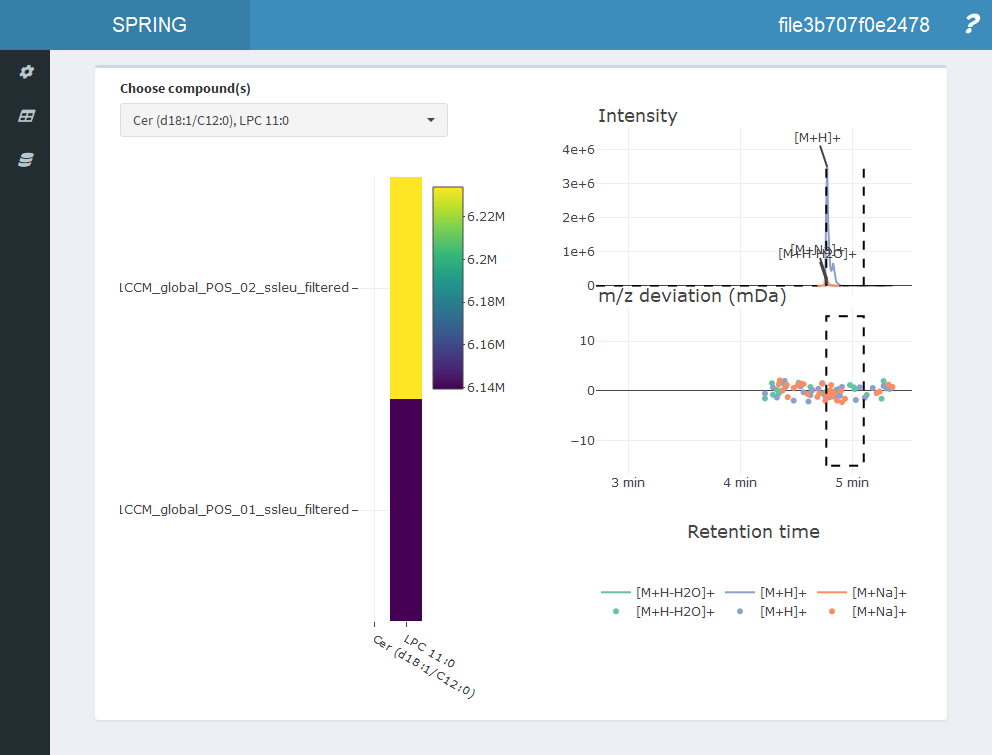 SPRING
file3b707f0e2478
?
Choose compound(s)
Cer (d18:1/C12:0), LPC 11:0
6.22M
6.2M
6.18M
6.16M
6.14M
1CCM_global_POS_02_ssleu_filtered
1CCM_global_POS_01_ssleu_filtered
LPC 11:0
Cer (d18:1/C12:0)
Intensity
[M+H]+
4e+6
3e+6
2e+6
1e+6
0
[M+Na]+
[M+H-H2O]+
m/z deviation (mDa)
10
0
−10
3 min
4 min
5 min
Retention time
[M+H-H2O]+ [M+H]+ [M+Na]+
[M+H-H2O]+ [M+H]+ [M+Na]+